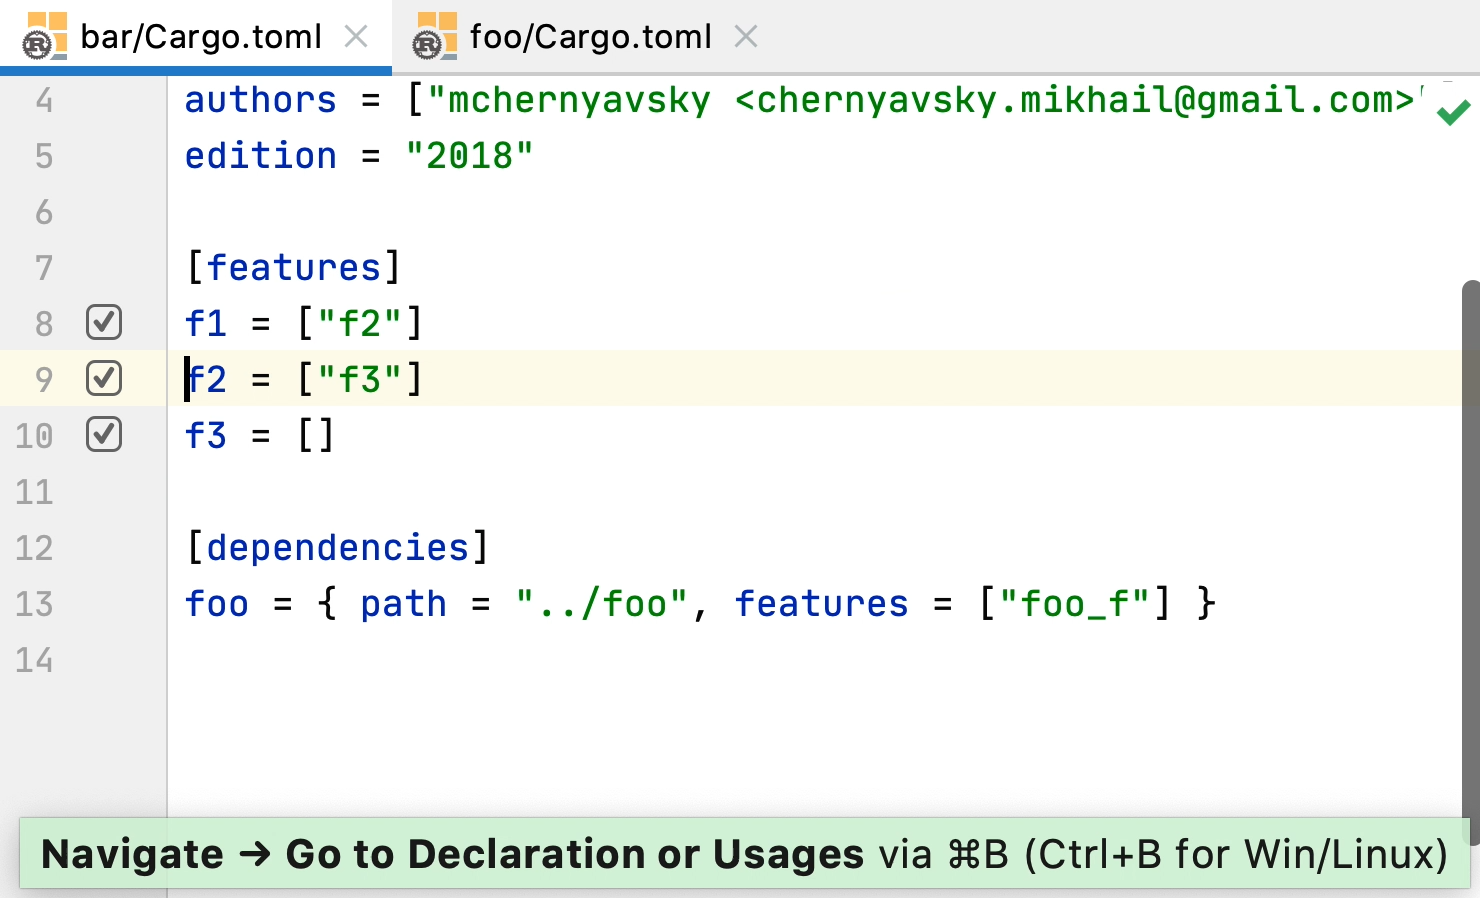 bar/Cargo.toml foo/Cargo.toml
4 authors = ["mchernyavsky <chernyavsky.mikhail@gmail.com>"
5 edition = "2018"
6
7 [features]
8 f1 = ["f2"]
9 f2 = ["f3"]
10 f3 = []
11
12 [dependencies]
13 foo = { path = "../foo", features = ["foo_f"] }
14
Navigate → Go to Declaration or Usages via ⌘B (Ctrl+B for Win/Linux)